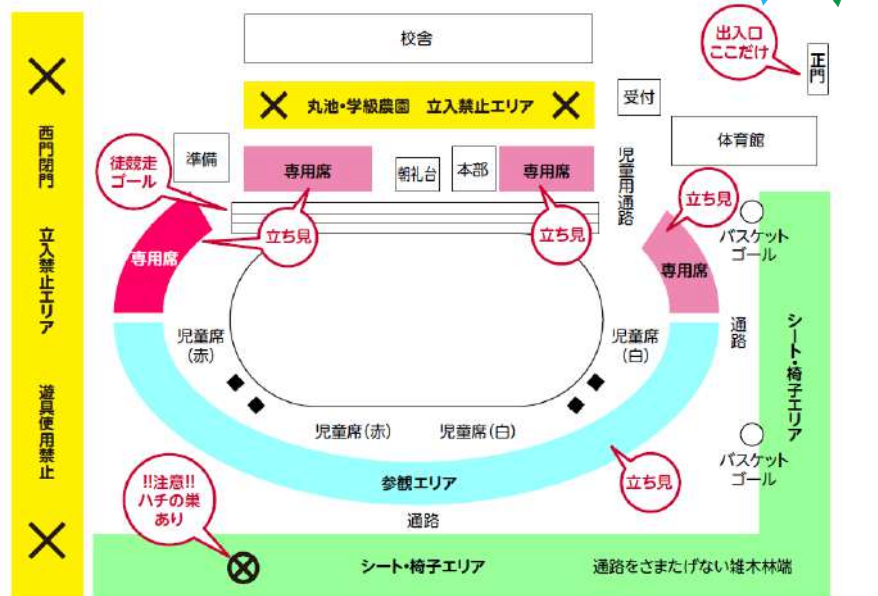 校舎
出入口
ここだけ
正門
丸池・学級農園 立入禁止エリア
受付
体育館
西門閉門
立入禁止エリア
遊具使用禁止
徒競走
ゴール
準備
専用席
朝礼台
本部
専用席
児童用通路
立ち見
立ち見
立ち見
バスケット
ゴール
専用席
専用席
児童席
(赤)
児童席
(白)
通路
シート・椅子エリア
児童席(赤)
児童席(白)
バスケット
ゴール
参観エリア
立ち見
!!注意!!
ハチの巣
あり
通路
シート・椅子エリア
通路をさまたげない雑木林端